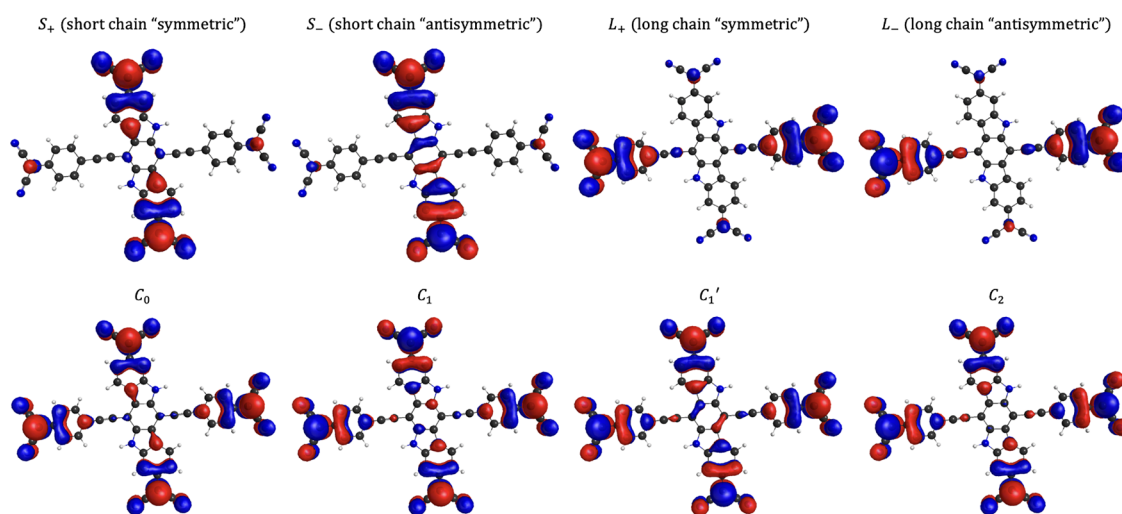 S₊ (short chain “symmetric”)
S₋ (short chain “antisymmetric”)
L₊ (long chain “symmetric”)
L₋ (long chain “antisymmetric”)
C₀
C₁
C₁′
C₂